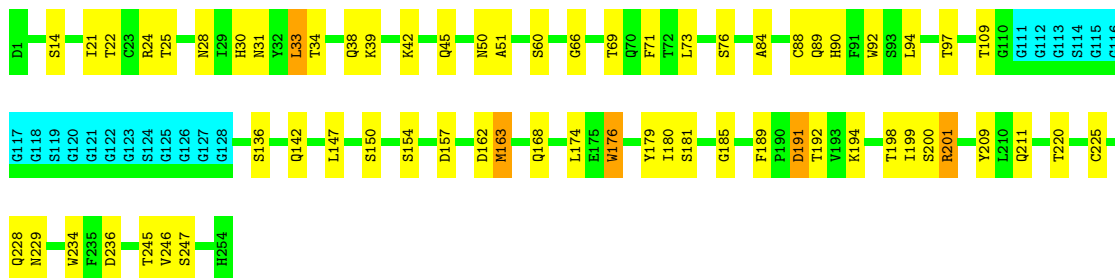 D1 S14 I21 T22 C23 R24 T25 N28 I29 H30 N31 Y32 L33 T34 Q38 K39 K42 Q45 N50 A51 S60 G66 T69 Q70 F71 T72 L73 S76 A84 C88 Q89 H90 F91 W92 S93 L94 T97 T109 G110 G111 G112 G113 S114 G115 G116
G117 G118 S119 G120 G121 G122 G123 S124 G125 G126 G127 G128 S136 Q142 L147 S150 S154 D157 D162 M163 Q168 L174 E175 W176 Y179 I180 S181 G185 F189 P190 D191 T192 V193 K194 T198 I199 S200 R201 Y209 L210 Q211 T220 C225
Q228 N229 W234 F235 D236 T245 V246 S247 H254